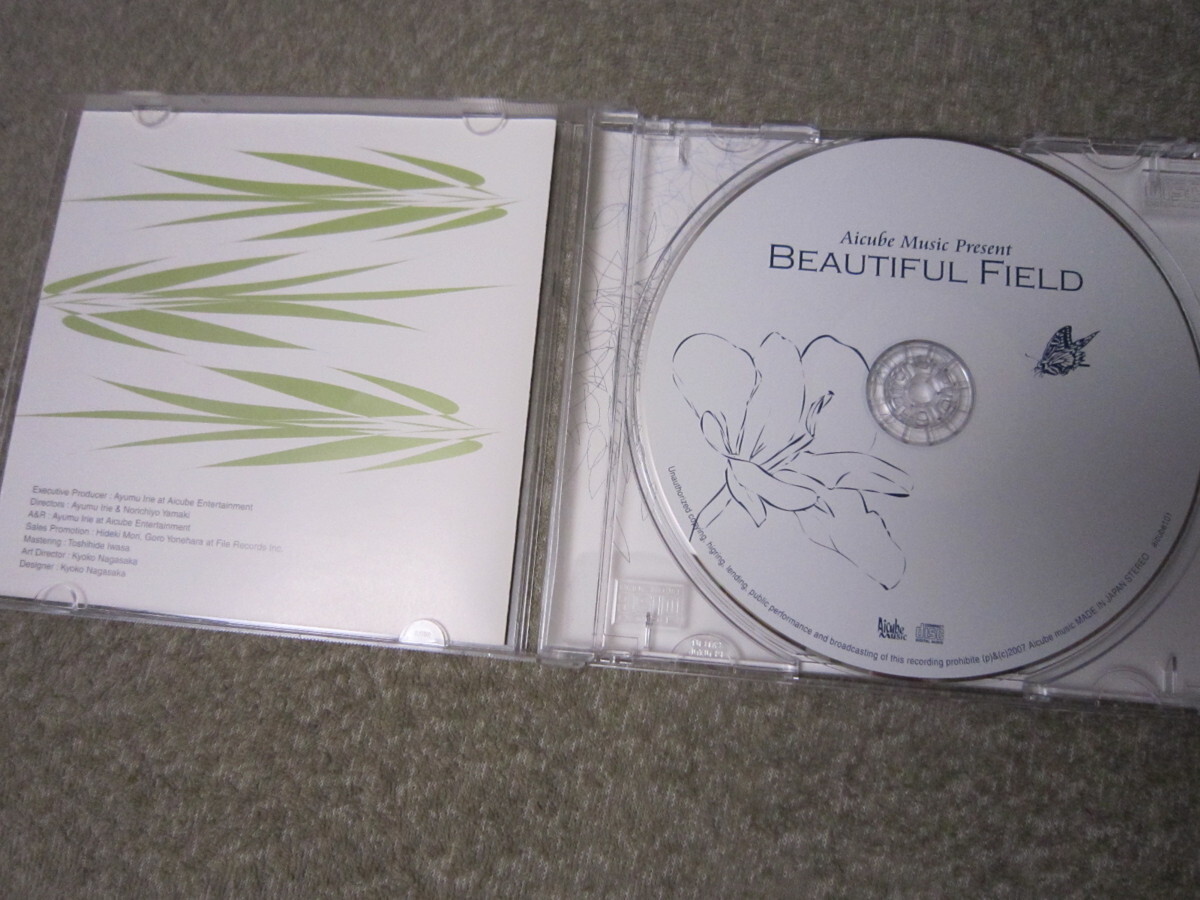 Executive Producer : Ayumu Irie at Aicube Entertainment
Directors : Ayumu Irie & Norichiyo Yamaki
A&R : Ayumu Irie at Aicube Entertainment
Sales Promotion : Hideki Mori, Goro Yonehara at File Records Inc.
Mastering : Toshihide Iwasa
Art Director : Kyoko Nagasaka
Designer : Kyoko Nagasaka
Aicube Music Present
BEAUTIFUL FIELD
Aicube
Music
Unauthorized copying, highring, lending, public performance and broadcasting of this recording prohibite (p)&(c)2007 Aicube music MADE IN JAPAN STEREO